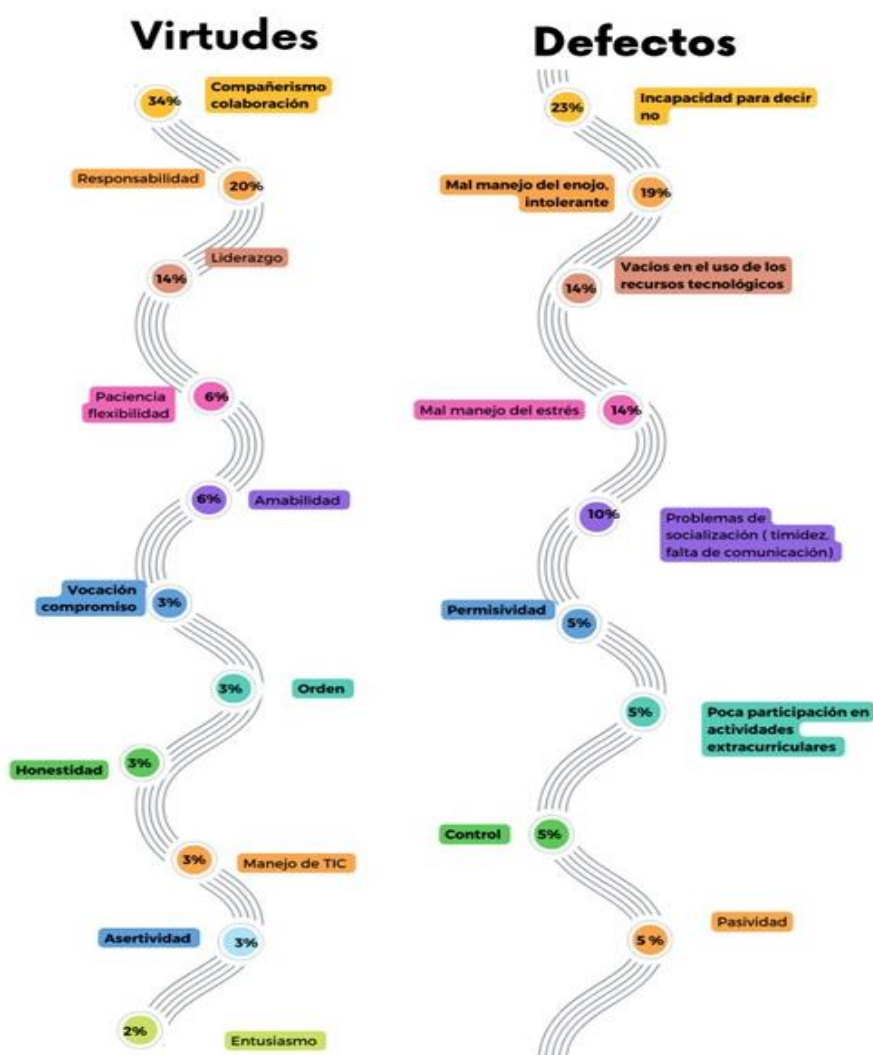 Virtudes
34%
Compañerismo
colaboración
Responsabilidad
20%
Liderazgo
14%
Paciencia
flexibilidad
6%
6%
Amabilidad
Vocación
compromiso
3%
3%
Orden
Honestidad
3%
3%
Manejo de TIC
Asertividad
3%
2%
Entusiasmo
Defectos
23%
Incapacidad para decir
no
Mal manejo del enojo,
intolerante
19%
14%
Vacíos en el uso de los
recursos tecnológicos
Mal manejo del estrés
14%
10%
Problemas de
socialización ( timidez,
falta de comunicación)
Permisividad
5%
5%
Poca participación en
actividades
extracurriculares
Control
5%
5 %
Pasividad